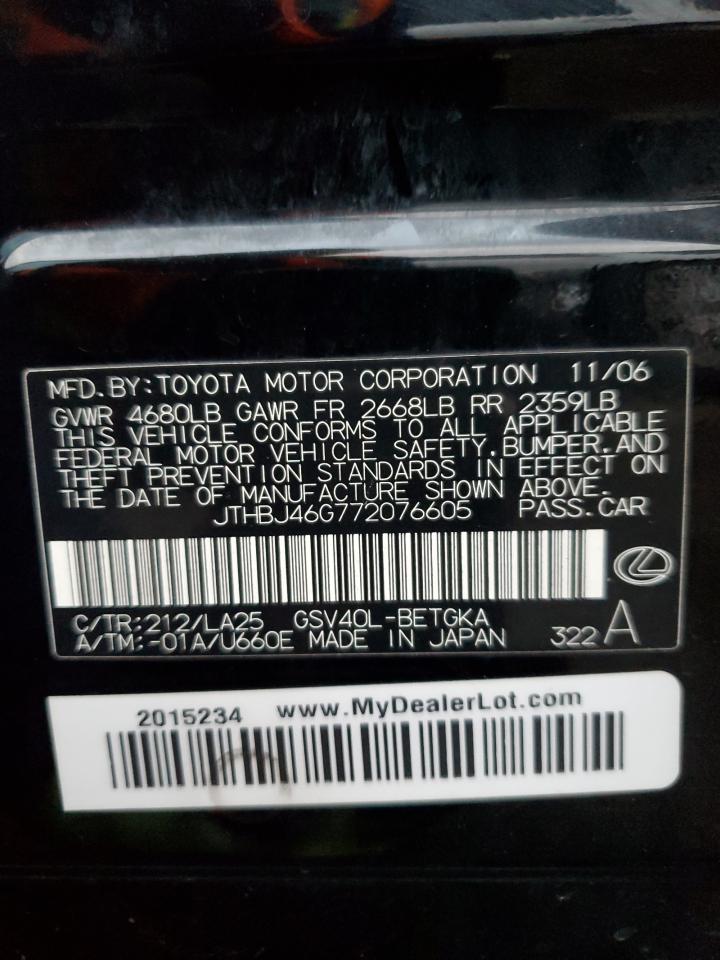 MFD.BY:TOYOTA MOTOR CORPORATION 11/06
GVWR 4680LB GAWR FR 2668LB RR 2359LB
THIS VEHICLE CONFORMS TO ALL APPLICABLE
FEDERAL MOTOR VEHICLE SAFETY,BUMPER,AND
THEFT PREVENTION STANDARDS IN EFFECT ON
THE DATE OF MANUFACTURE SHOWN ABOVE.
JTHBJ46G772076605 PASS.CAR
C/TR:212/LA25 GSV40L-BETGKA
A/TM:-01A/U660E MADE IN JAPAN 322 A
2015234 www.MyDealerLot.com